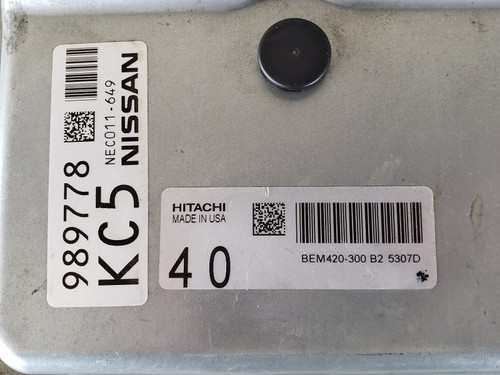 989778
KC5
NEC011-649
NISSAN
HITACHI
MADE IN USA
40
BEM420-300 B2 5307D